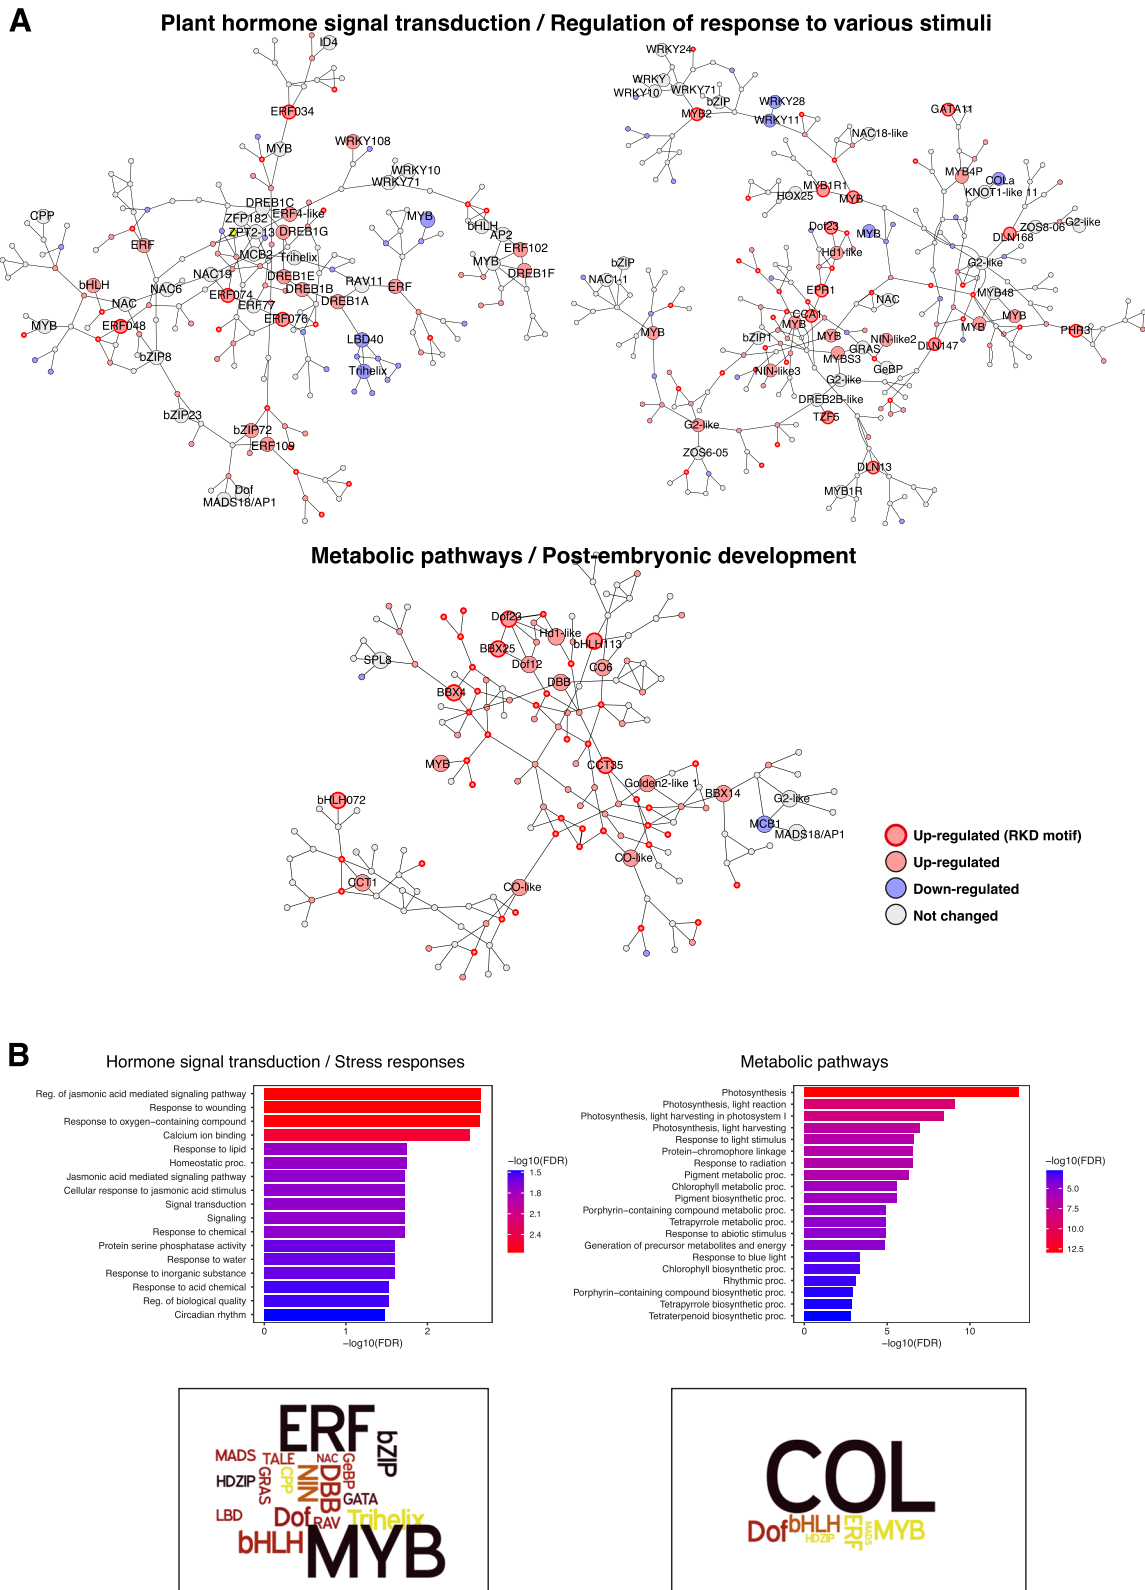 A
Plant hormone signal transduction / Regulation of response to various stimuli
ID4
ERF034
MYB
WRKY108
WRKY10
WRKY71
DREB1C
ZFP182
ERF4-like
ZPT2-13
DREB1G
MCB2
Trihelix
MYB
bHLH
AP2
ERF102
MYB
DREB1F
CPP
ERF
bHLH
NAC19
NAC6
NAC
ERF074
ERF77
DREB1E
DREB1B
RAV11
ERF
DREB1A
ERF048
ERF076
MYB
bZIP8
LBD40
Trihelix
bZIP23
bZIP72
ERF109
Dof
MADS18/AP1
WRKY24
WRKY
WRKY10
WRKY71
bZIP
WRKY28
MYB2
WRKY11
NAC18-like
GATA11
MYB4P
COLa
KNOT1-like 11
HOX25
MYB1R1
MYB
Dof23
MYB
Hd1-like
DLN168
ZOS8-06
G2-like
G2-like
bZIP
NAC1-1
EPR1
NAC
MYB48
CCA1
MYB
MYB
MYB
MYB
PHR3
MYB
bZIP1
NIN-like2
GRAS
DLN147
MYBS3
NIN-like3
GeBP
G2-like
DREB2B-like
TZF5
G2-like
ZOS6-05
DLN13
MYB1R
Metabolic pathways / Post-embryonic development
Dof23
Hd1-like
bHLH113
BBX25
Dof12
CO6
SPL8
DBB
BBX4
MYB
CCT35
Golden2-like 1
BBX14
G2-like
bHLH072
MCB1
MADS18/AP1
CO-like
CCT1
CO-like
Up-regulated (RKD motif)
Up-regulated
Down-regulated
Not changed
B
Hormone signal transduction / Stress responses
Reg. of jasmonic acid mediated signaling pathway
Response to wounding
Response to oxygen−containing compound
Calcium ion binding
Response to lipid
Homeostatic proc.
Jasmonic acid mediated signaling pathway
Cellular response to jasmonic acid stimulus
Signal transduction
Signaling
Response to chemical
Protein serine phosphatase activity
Response to water
Response to inorganic substance
Response to acid chemical
Reg. of biological quality
Circadian rhythm
0 1 2
−log10(FDR)
−log10(FDR)
1.5
1.8
2.1
2.4
Metabolic pathways
Photosynthesis
Photosynthesis, light reaction
Photosynthesis, light harvesting in photosystem I
Photosynthesis, light harvesting
Response to light stimulus
Protein−chromophore linkage
Response to radiation
Pigment metabolic proc.
Chlorophyll metabolic proc.
Pigment biosynthetic proc.
Porphyrin−containing compound metabolic proc.
Tetrapyrrole metabolic proc.
Response to abiotic stimulus
Generation of precursor metabolites and energy
Response to blue light
Chlorophyll biosynthetic proc.
Rhythmic proc.
Porphyrin−containing compound biosynthetic proc.
Tetrapyrrole biosynthetic proc.
Tetraterpenoid biosynthetic proc.
0 5 10
−log10(FDR)
−log10(FDR)
5.0
7.5
10.0
12.5
ERF
bZIP
MADS
TALE
NAC
GeBP
HDZIP
GRAS
CPP
NIN
DBB
GATA
LBD
Dof
RAV
Trihelix
bHLH
MYB
COL
Dof
bHLH
HDZIP
ERF
MADS
MYB